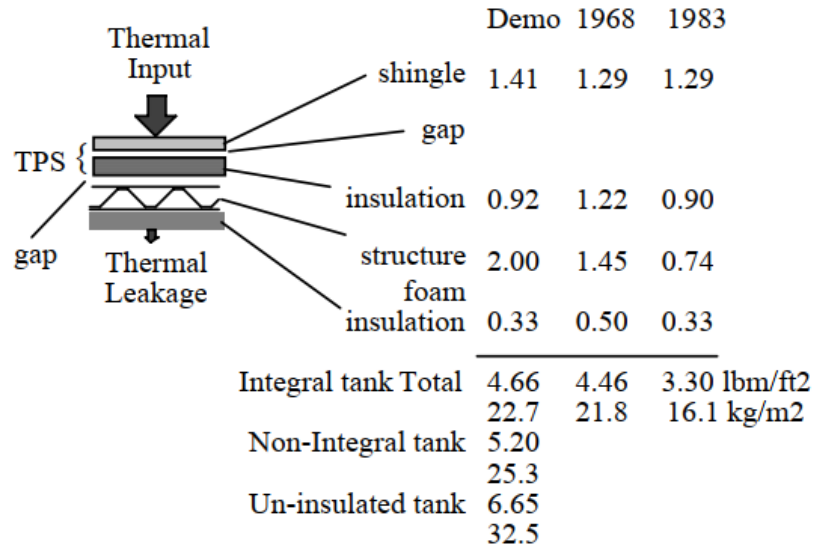 Demo 1968 1983
Thermal
Input
shingle 1.41 1.29 1.29
gap
TPS {
insulation 0.92 1.22 0.90
gap
structure 2.00 1.45 0.74
Thermal
Leakage
foam
insulation 0.33 0.50 0.33
Integral tank Total 4.66 4.46 3.30 lbm/ft2
22.7 21.8 16.1 kg/m2
Non-Integral tank 5.20
25.3
Un-insulated tank 6.65
32.5